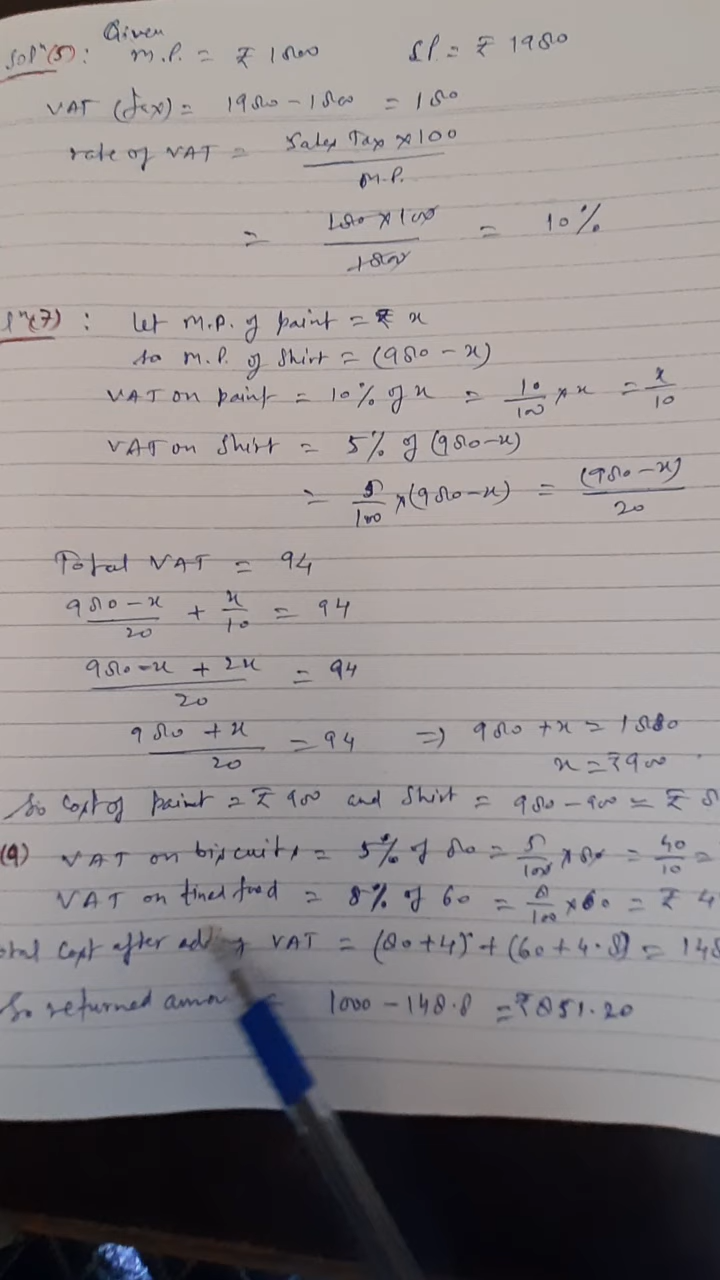 Given
Solⁿ(5): M.P. = ₹ 1800 S.P. = ₹ 1980
VAT (Tax) = 1980 - 1800 = 180
rate of VAT = Sales Tax × 100 / M.P.
= 180 × 100 / 1800 = 10%
lⁿ(7) : Let M.P. of paint = ₹ x
so M.P. of Shirt = (980 - x)
VAT on paint = 10% of x = 10/100 × x = x/10
VAT on Shirt = 5% of (980-x)
= 5/100 × (980-x) = (980-x)/20
Total VAT = 94
980-x/20 + x/10 = 94
980-x + 2x/20 = 94
980 + x/20 = 94 ⇒ 980 + x = 1880
x = ₹900
So Cost of paint = ₹ 900 and Shirt = 980 - 900 = ₹ 8
(9) VAT on biscuits = 5% of 80 = 5/100 × 80 = 40/10 =
VAT on tined food = 8% of 60 = 8/100 × 60 = ₹ 4
otal Cost after adding VAT = (80+4) + (60+4.8) = 148
So returned amou = 1000 - 148.8 = ₹851.20